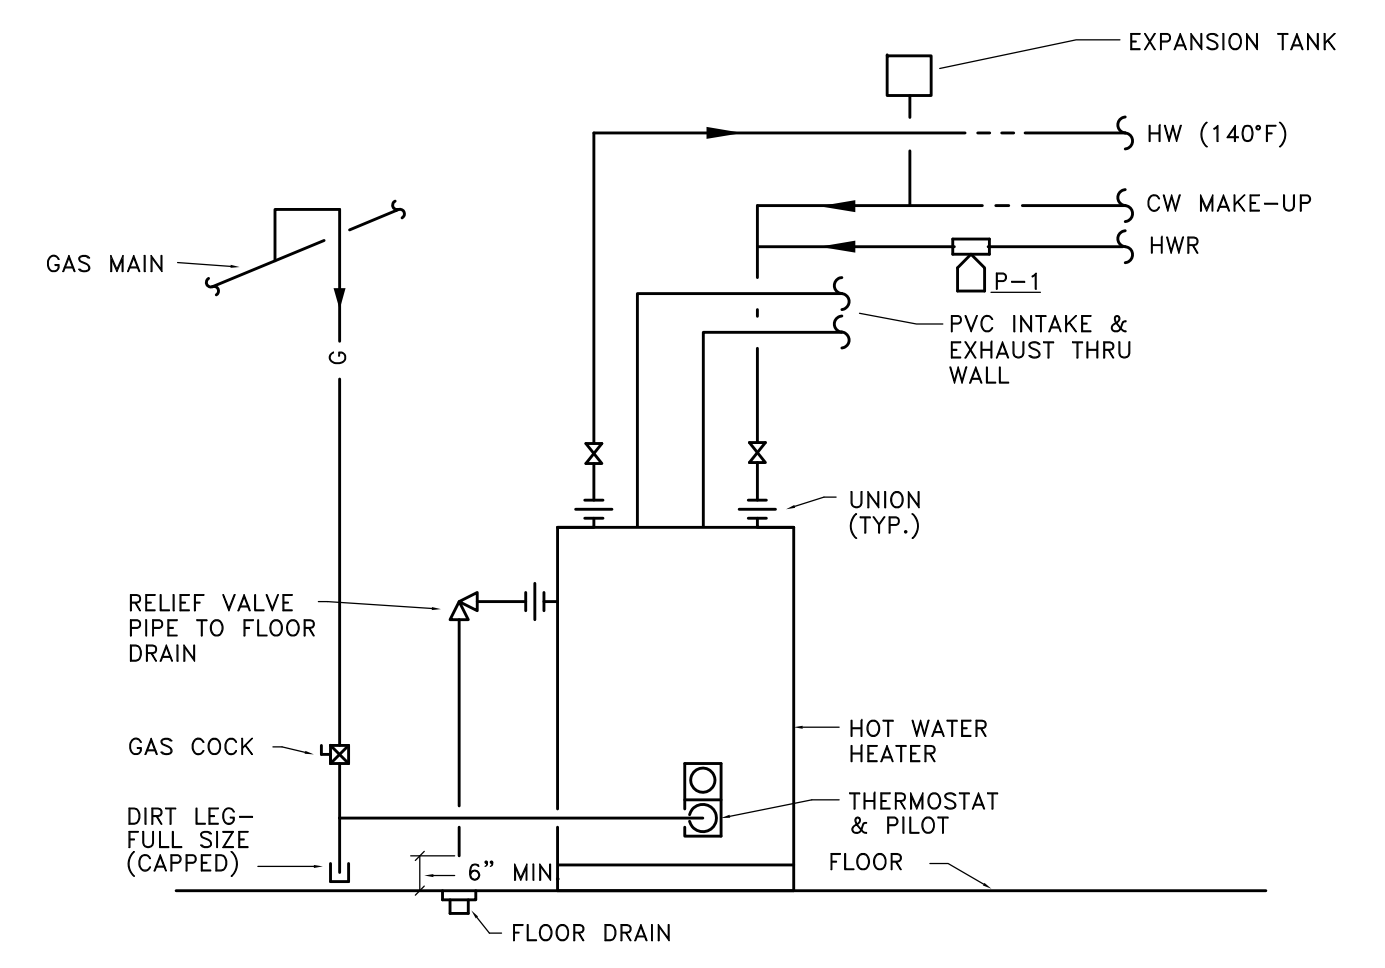 EXPANSION TANK
HW (140°F)
CW MAKE-UP
HWR
GAS MAIN
P-1
PVC INTAKE &
EXHAUST THRU
WALL
G
UNION
(TYP.)
RELIEF VALVE
PIPE TO FLOOR
DRAIN
HOT WATER
HEATER
GAS COCK
THERMOSTAT
& PILOT
DIRT LEG-
FULL SIZE
(CAPPED)
FLOOR
6" MIN
FLOOR DRAIN